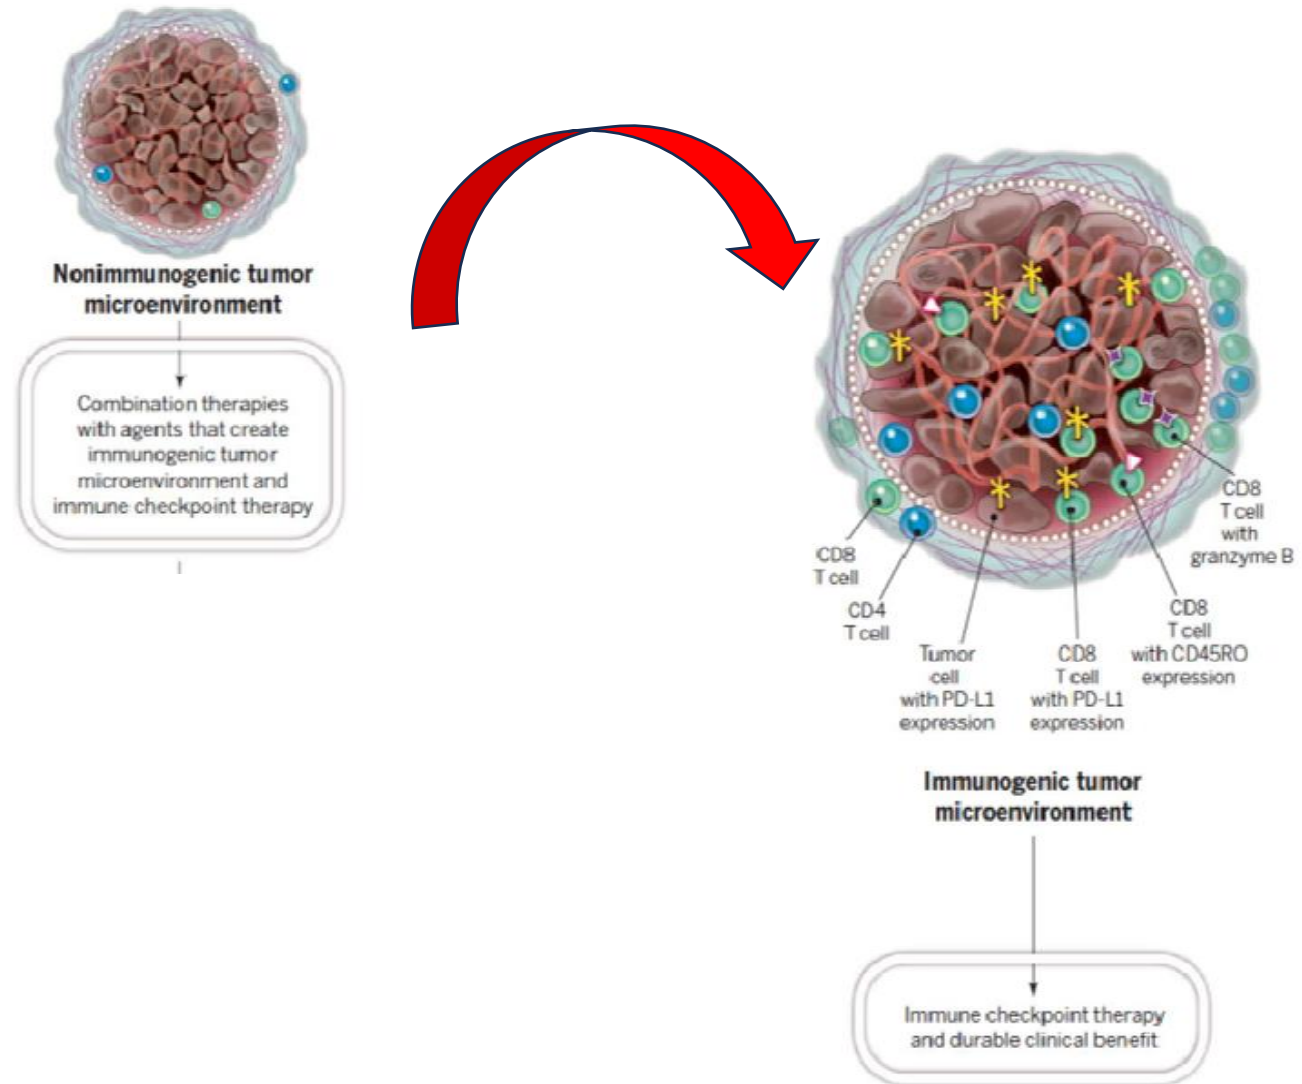 Nonimmunogenic tumor
microenvironment
Combination therapies
with agents that create
immunogenic tumor
microenvironment and
immune checkpoint therapy
CD8
T cell
CD4
T cell
Tumor
cell
with PD-L1
expression
CD8
T cell
with PD-L1
expression
CD8
T cell
with CD45RO
expression
CD8
T cell
with
granzyme B
Immunogenic tumor
microenvironment
Immune checkpoint therapy
and durable clinical benefit